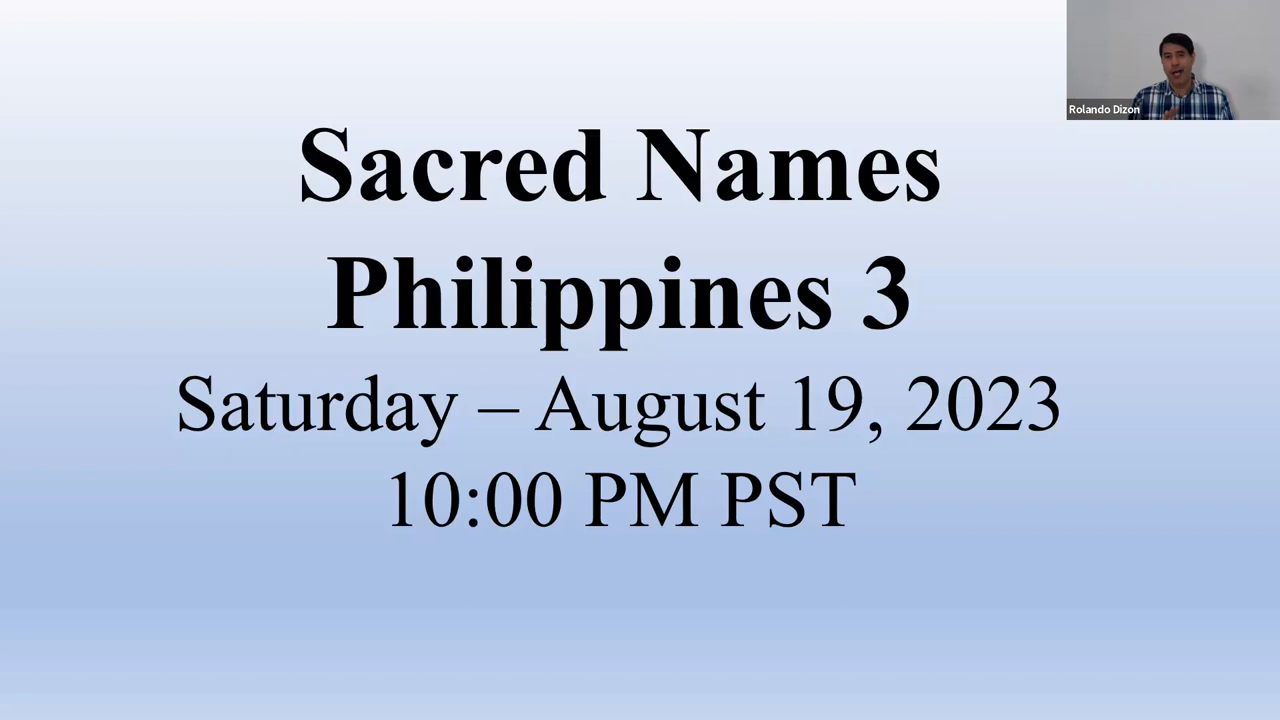 Rolando Dizon
Sacred Names
Philippines 3
Saturday – August 19, 2023
10:00 PM PST